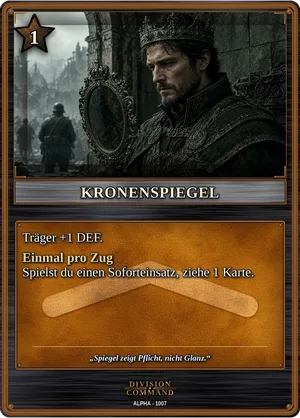 1
KRONENSPIEGEL
Träger +1 DEF.
Einmal pro Zug
Spielst du einen Soforteinsatz, ziehe 1 Karte.
„Spiegel zeigt Pflicht, nicht Glanz.“
DIVISION
COMMAND
ALPHA - 1007